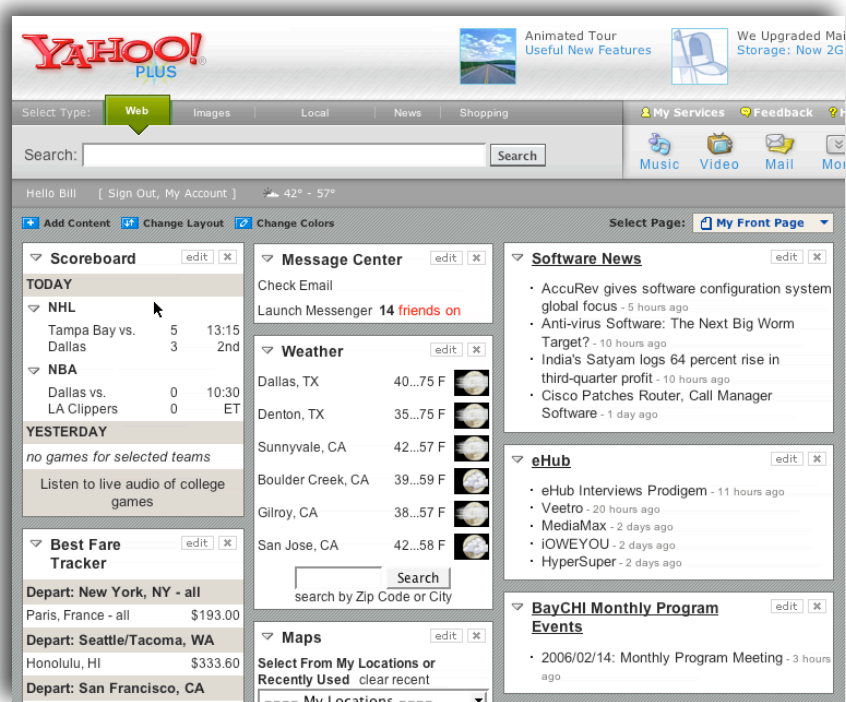 YAHOO!
PLUS
Animated Tour
Useful New Features
We Upgraded
Storage: Now 2G
Select Type:
Web
Images
Local
News
Shopping
My Services
Feedback
Search:
Search
Music
Video
Mail
Hello Bill
[ Sign Out, My Account ]
42° - 57°
Add Content
Change Layout
Change Colors
Select Page:
My Front Page
Scoreboard
edit
TODAY
NHL
Tampa Bay vs. 5 13:15
Dallas 3 2nd
NBA
Dallas vs. 0 10:30
LA Clippers 0 ET
YESTERDAY
no games for selected teams
Listen to live audio of college
games
Best Fare
Tracker
edit
Depart: New York, NY - all
Paris, France - all $193.00
Depart: Seattle/Tacoma, WA
Honolulu, HI $333.60
Depart: San Francisco, CA
Message Center
edit
Check Email
Launch Messenger 14 friends on
Weather
edit
Dallas, TX 40...75 F
Denton, TX 35...75 F
Sunnyvale, CA 42...57 F
Boulder Creek, CA 39...59 F
Gilroy, CA 38...57 F
San Jose, CA 42...58 F
Search
search by Zip Code or City
Maps
edit
Select From My Locations or
Recently Used clear recent
---- My Locations ----
Software News
edit
· AccuRev gives software configuration system
global focus - 5 hours ago
· Anti-virus Software: The Next Big Worm
Target? - 10 hours ago
· India's Satyam logs 64 percent rise in
third-quarter profit - 10 hours ago
· Cisco Patches Router, Call Manager
Software - 1 day ago
eHub
edit
· eHub Interviews Prodigem - 11 hours ago
· Veetro - 20 hours ago
· MediaMax - 2 days ago
· iOWEYOU - 2 days ago
· HyperSuper - 2 days ago
BayCHI Monthly Program
Events
edit
· 2006/02/14: Monthly Program Meeting - 3 hours
ago